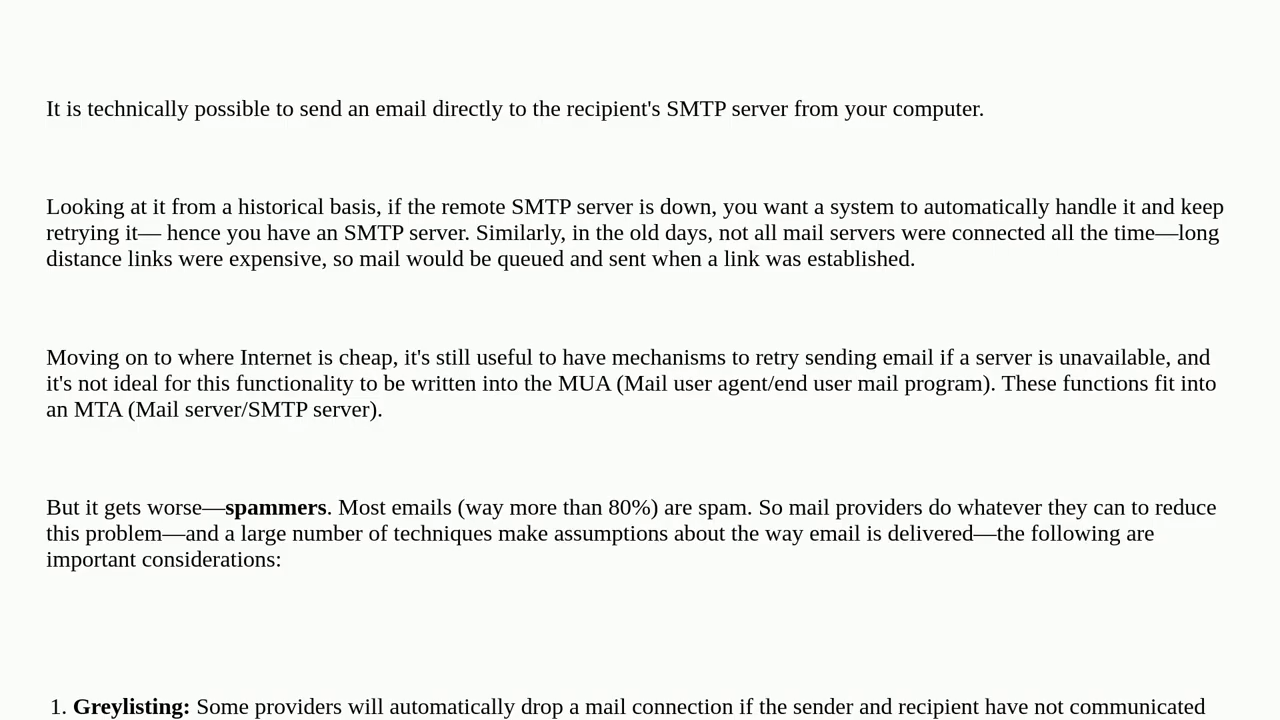 It is technically possible to send an email directly to the recipient's SMTP server from your computer.
Looking at it from a historical basis, if the remote SMTP server is down, you want a system to automatically handle it and keep
retrying it— hence you have an SMTP server. Similarly, in the old days, not all mail servers were connected all the time—long
distance links were expensive, so mail would be queued and sent when a link was established.
Moving on to where Internet is cheap, it's still useful to have mechanisms to retry sending email if a server is unavailable, and
it's not ideal for this functionality to be written into the MUA (Mail user agent/end user mail program). These functions fit into
an MTA (Mail server/SMTP server).
But it gets worse—spammers. Most emails (way more than 80%) are spam. So mail providers do whatever they can to reduce
this problem—and a large number of techniques make assumptions about the way email is delivered—the following are
important considerations:
1. Greylisting: Some providers will automatically drop a mail connection if the sender and recipient have not communicated